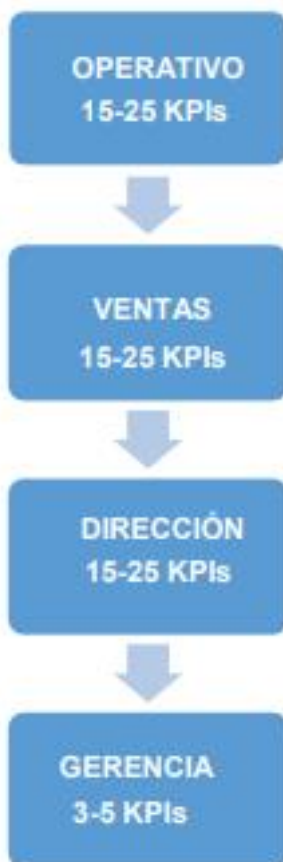 OPERATIVO
15-25 KPIs
VENTAS
15-25 KPIs
DIRECCIÓN
15-25 KPIs
GERENCIA
3-5 KPIs